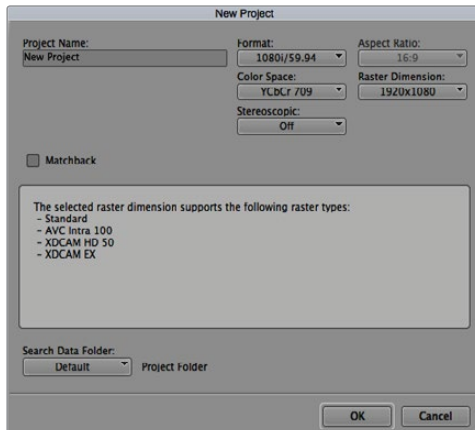 New Project
Project Name:
New Project
Format:
1080i/59.94
Aspect Ratio:
16:9
Color Space:
YCbCr 709
Raster Dimension:
1920x1080
Stereoscopic:
Off
Matchback
The selected raster dimension supports the following raster types:
- Standard
- AVC Intra 100
- XDCAM HD 50
- XDCAM EX
Search Data Folder:
Default
Project Folder
OK
Cancel